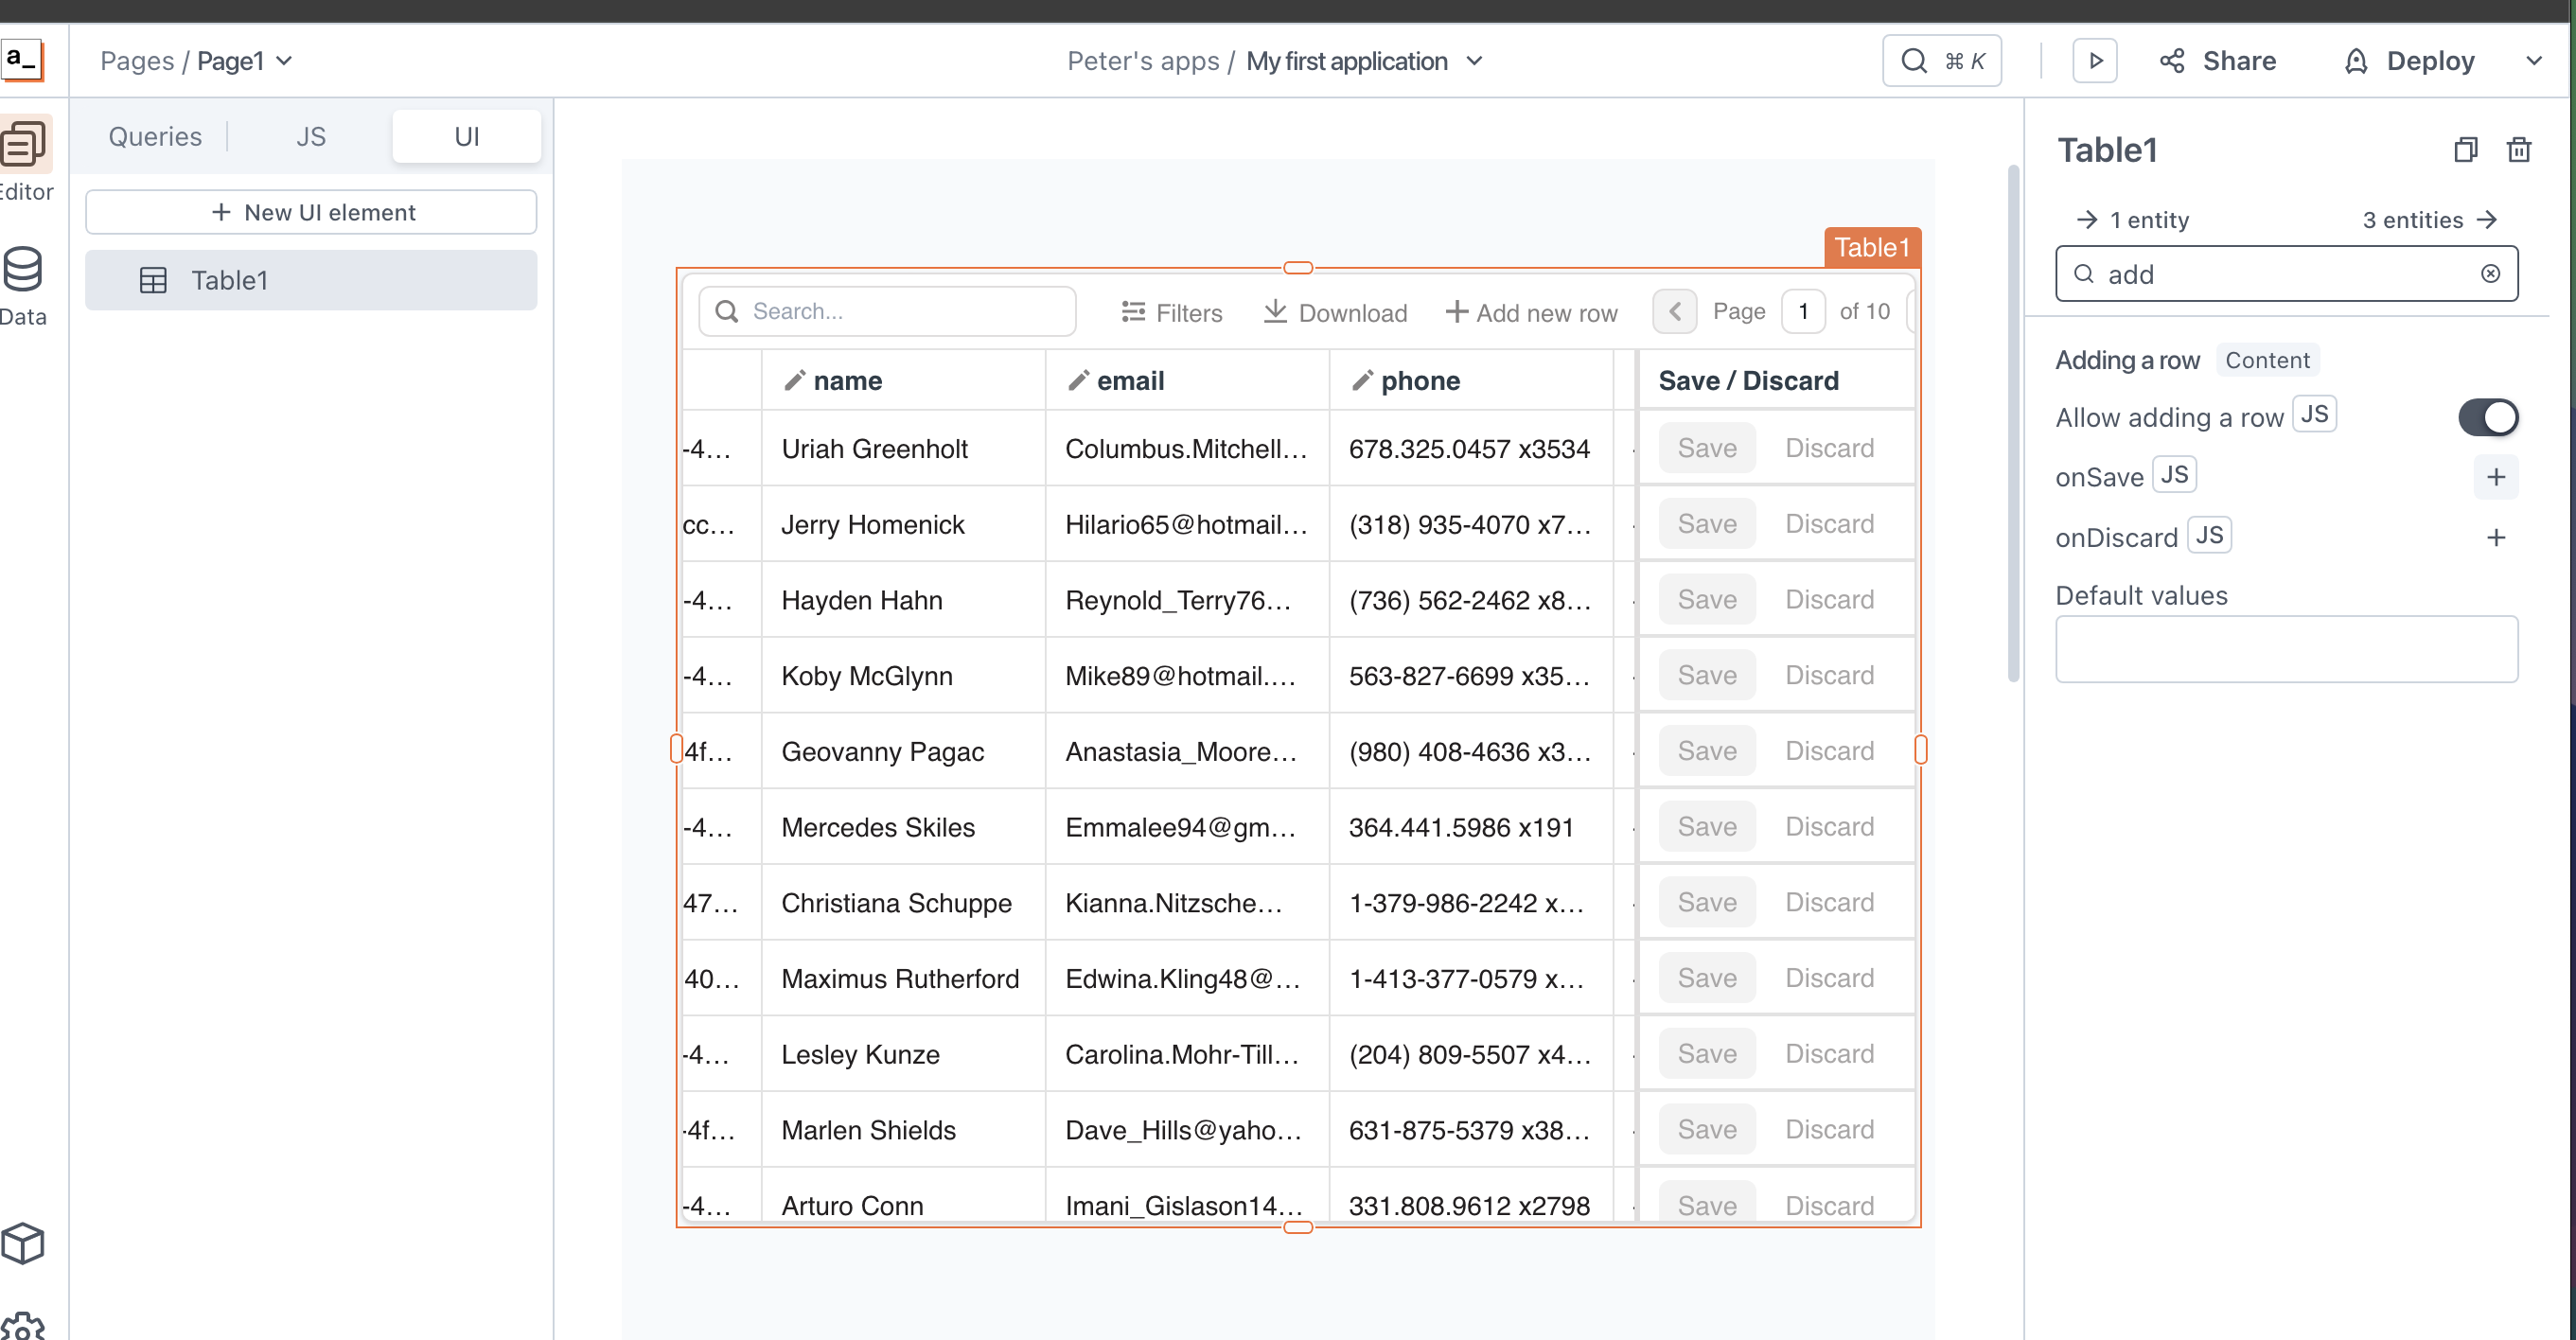 a_
Pages / Page1
Peter's apps / My first application
⌘ K
Share
Deploy
Editor
Data
Queries
JS
UI
+ New UI element
Table1
Table1
Search...
Filters
Download
+ Add new row
Page 1 of 10
name email phone Save / Discard
-4... Uriah Greenholt Columbus.Mitchell... 678.325.0457 x3534 Save Discard
cc... Jerry Homenick Hilario65@hotmail... (318) 935-4070 x7... Save Discard
-4... Hayden Hahn Reynold_Terry76... (736) 562-2462 x8... Save Discard
-4... Koby McGlynn Mike89@hotmail.... 563-827-6699 x35... Save Discard
4f... Geovanny Pagac Anastasia_Moore... (980) 408-4636 x3... Save Discard
-4... Mercedes Skiles Emmalee94@gm... 364.441.5986 x191 Save Discard
47... Christiana Schuppe Kianna.Nitzsche... 1-379-986-2242 x... Save Discard
40... Maximus Rutherford Edwina.Kling48@... 1-413-377-0579 x... Save Discard
-4... Lesley Kunze Carolina.Mohr-Till... (204) 809-5507 x4... Save Discard
-4f... Marlen Shields Dave_Hills@yaho... 631-875-5379 x38... Save Discard
-4... Arturo Conn Imani_Gislason14... 331.808.9612 x2798 Save Discard
Table1
→ 1 entity
3 entities →
add
Adding a row Content
Allow adding a row JS
onSave JS +
onDiscard JS +
Default values